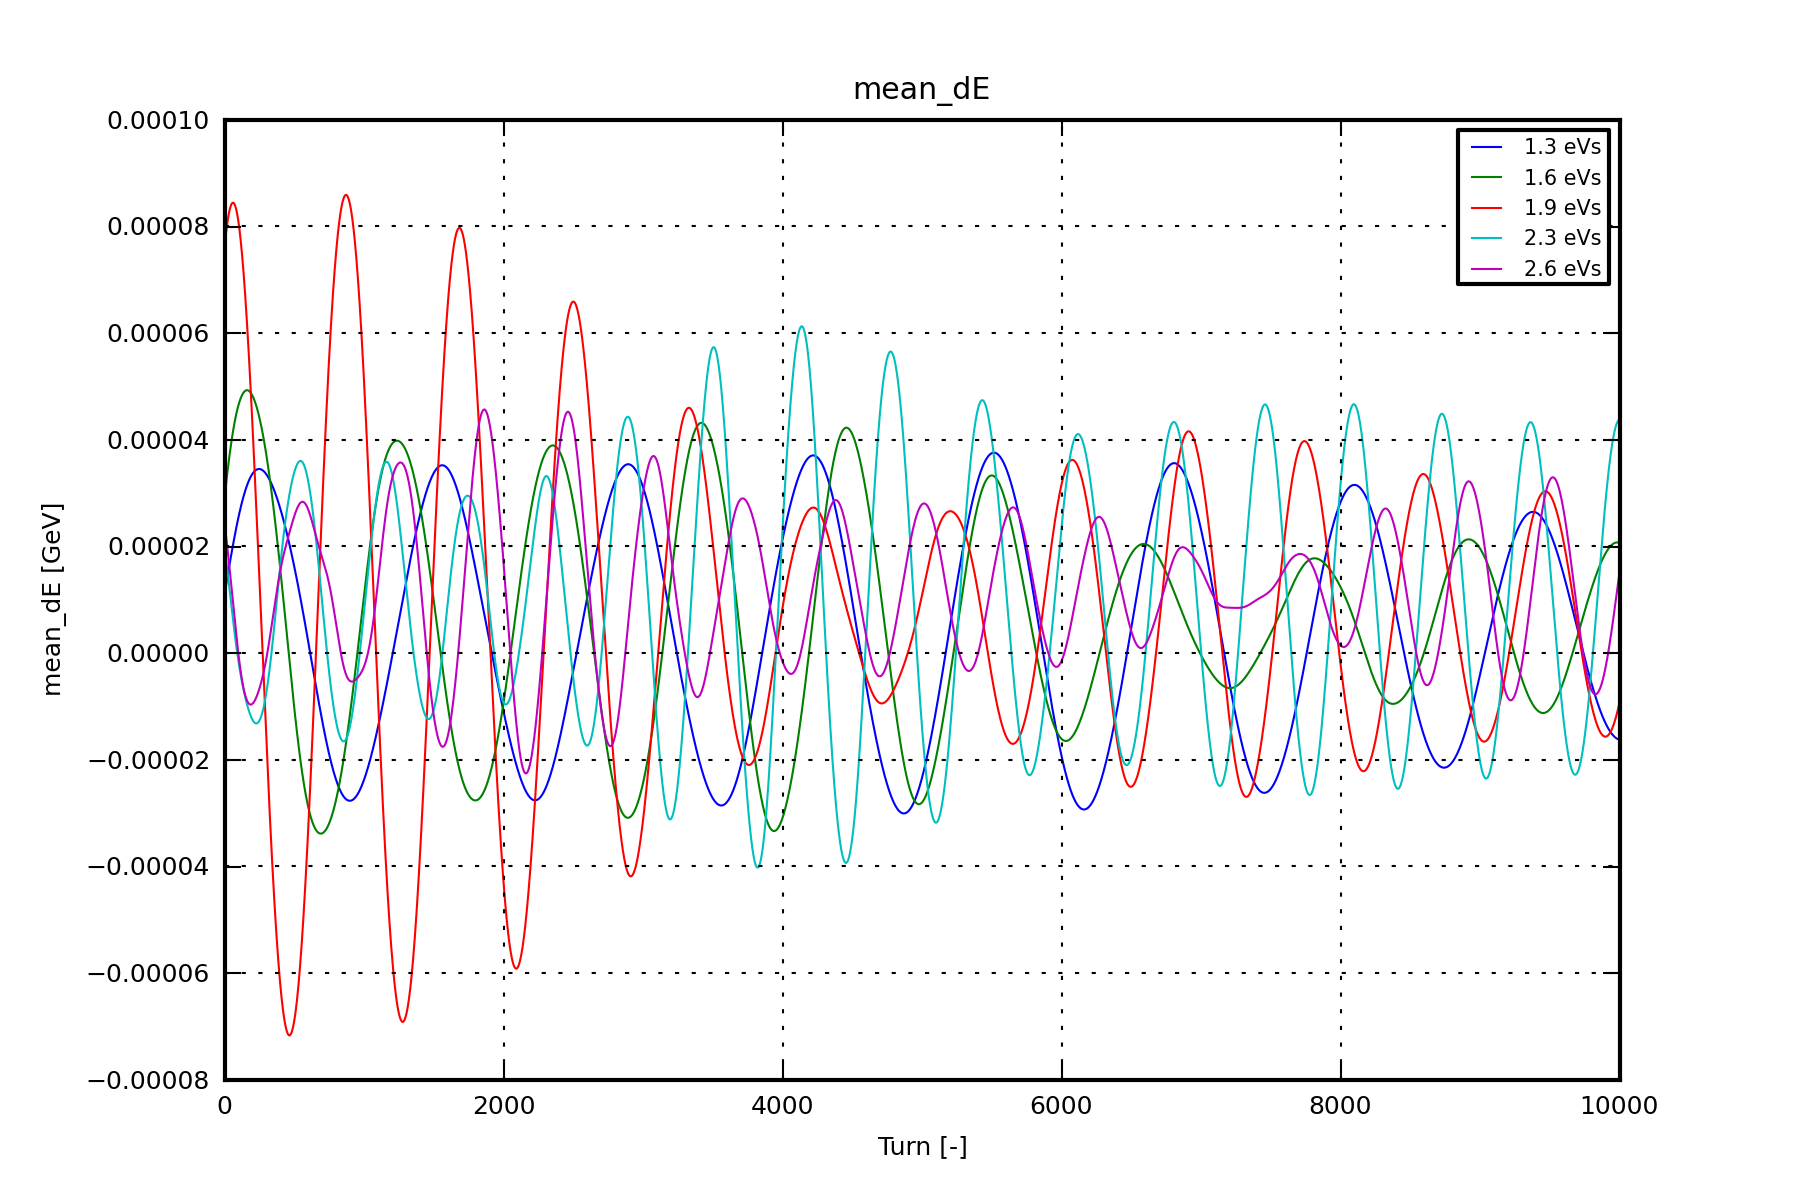 mean_dE
0.00010
0.00008
0.00006
0.00004
0.00002
0.00000
−0.00002
−0.00004
−0.00006
−0.00008
mean_dE [GeV]
1.3 eVs
1.6 eVs
1.9 eVs
2.3 eVs
2.6 eVs
0 2000 4000 6000 8000 10000
Turn [-]